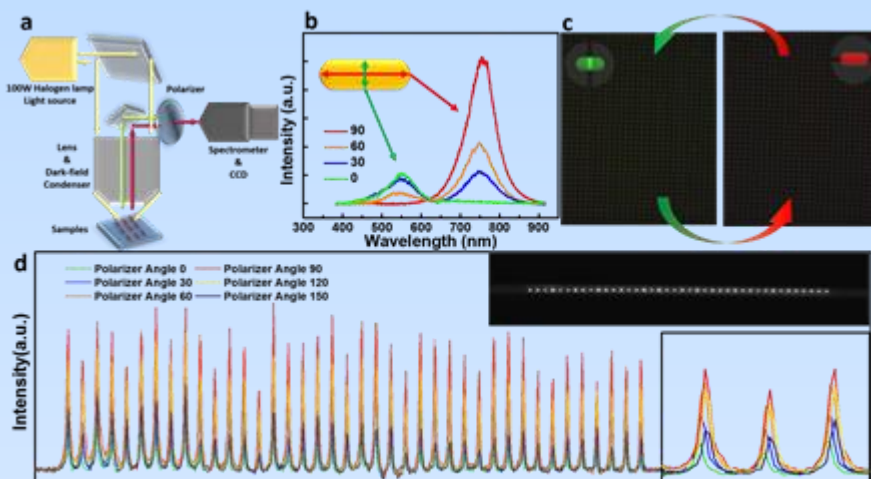 a
100W Halogen lamp
Light source
Polarizer
Lens
&
Dark-field
Condenser
Spectrometer
&
CCD
Samples
b
Intensity (a.u.)
90
60
30
0
300 400 500 600 700 800 900
Wavelength (nm)
c
d
Intensity(a.u.)
Polarizer Angle 0
Polarizer Angle 30
Polarizer Angle 60
Polarizer Angle 90
Polarizer Angle 120
Polarizer Angle 150